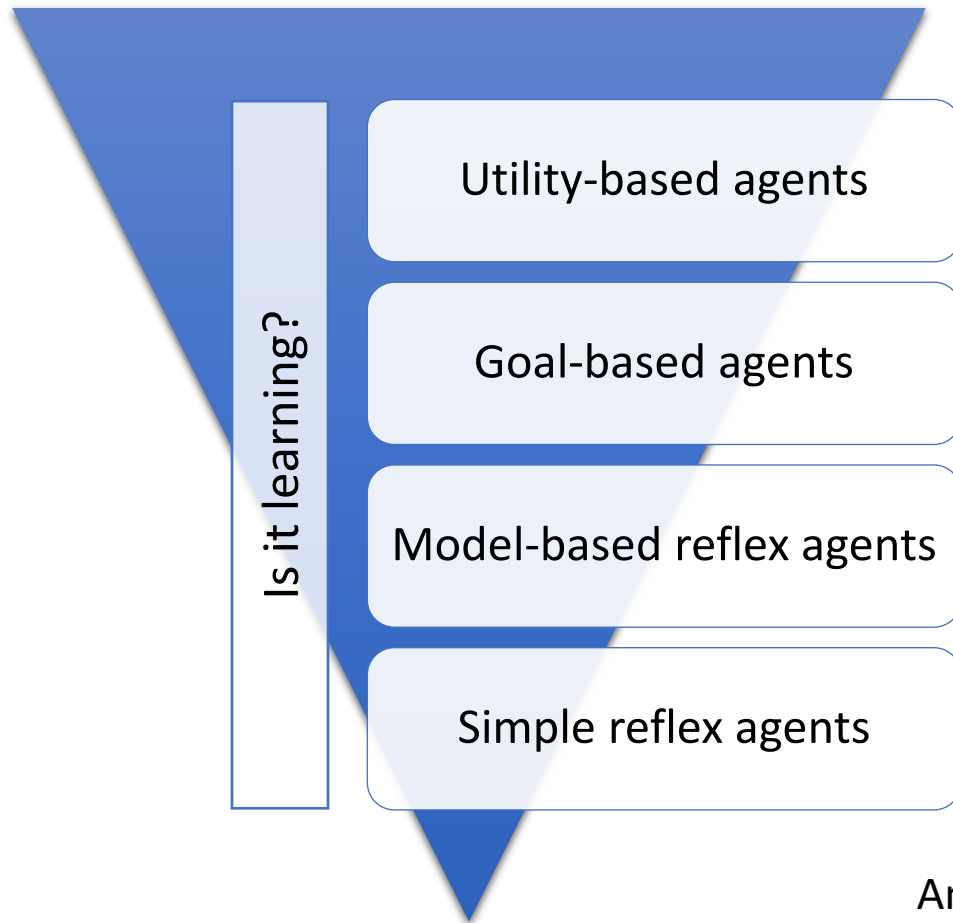 Is it learning?
Utility-based agents
Goal-based agents
Model-based reflex agents
Simple reflex agents